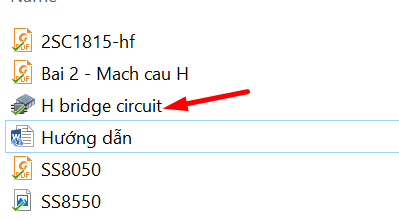 2SC1815-hf
Bai 2 - Mach cau H
H bridge circuit
Hướng dẫn
SS8050
SS8550